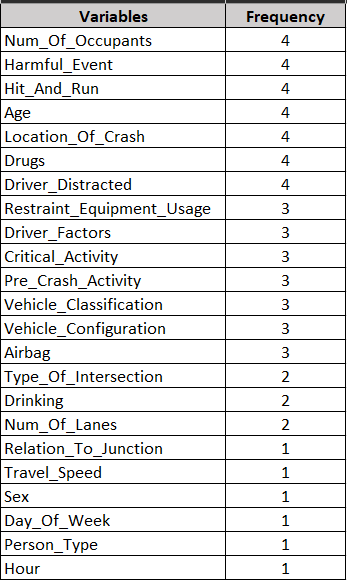 Variables Frequency
Num_Of_Occupants 4
Harmful_Event 4
Hit_And_Run 4
Age 4
Location_Of_Crash 4
Drugs 4
Driver_Distracted 4
Restraint_Equipment_Usage 3
Driver_Factors 3
Critical_Activity 3
Pre_Crash_Activity 3
Vehicle_Classification 3
Vehicle_Configuration 3
Airbag 3
Type_Of_Intersection 2
Drinking 2
Num_Of_Lanes 2
Relation_To_Junction 1
Travel_Speed 1
Sex 1
Day_Of_Week 1
Person_Type 1
Hour 1